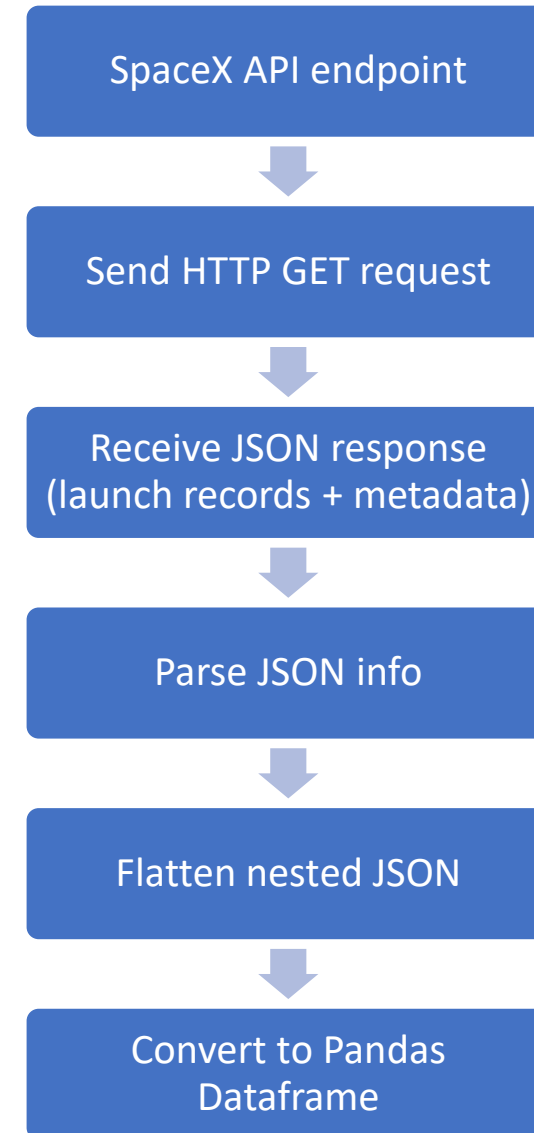 SpaceX API endpoint
Send HTTP GET request
Receive JSON response
(launch records + metadata)
Parse JSON info
Flatten nested JSON
Convert to Pandas
Dataframe